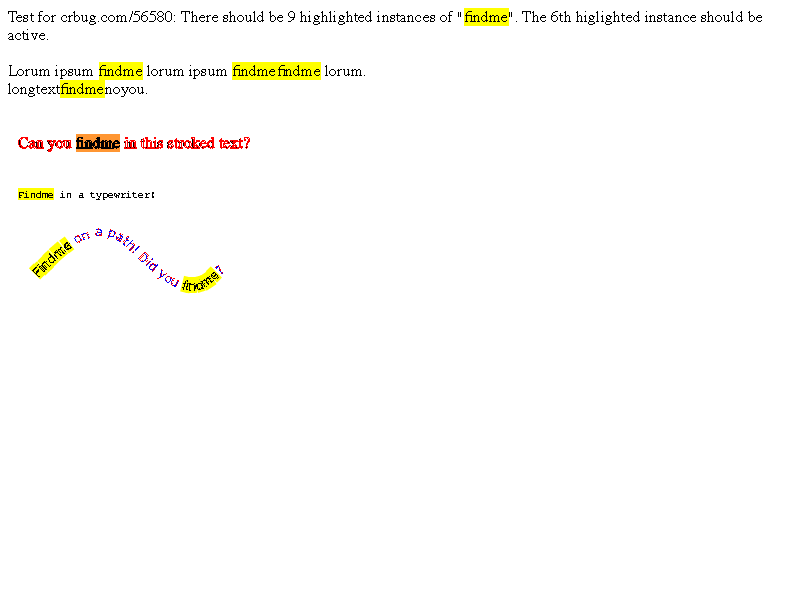 Test for crbug.com/56580: There should be 9 highlighted instances of "findme". The 6th higlighted instance should be
active.
Lorum ipsum findme lorum ipsum findmefindme lorum.
longtextfindmenoyou.
Can you findme in this stroked text?
Findme in a typewriter!
Findme on a path! Did you findme?